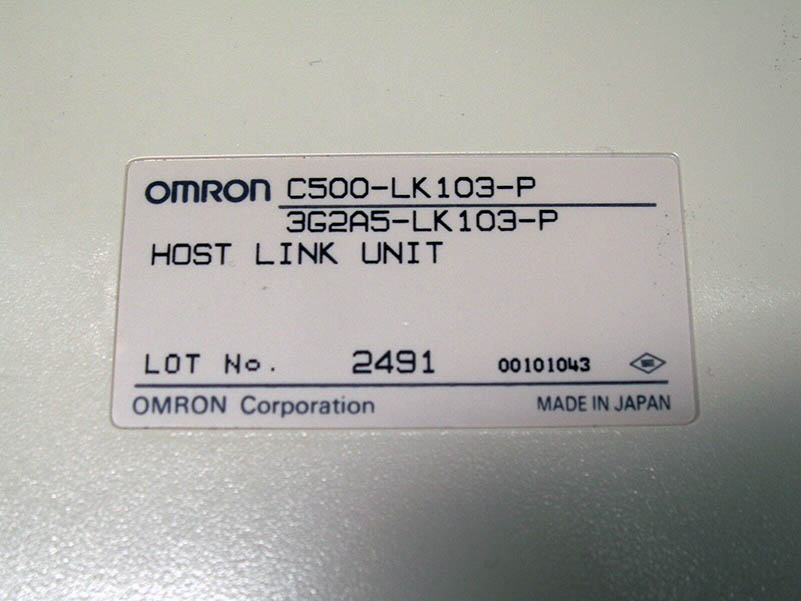 OMRON C500-LK103-P
3G2A5-LK103-P
HOST LINK UNIT
LOT No. 2491 00101043
OMRON Corporation MADE IN JAPAN